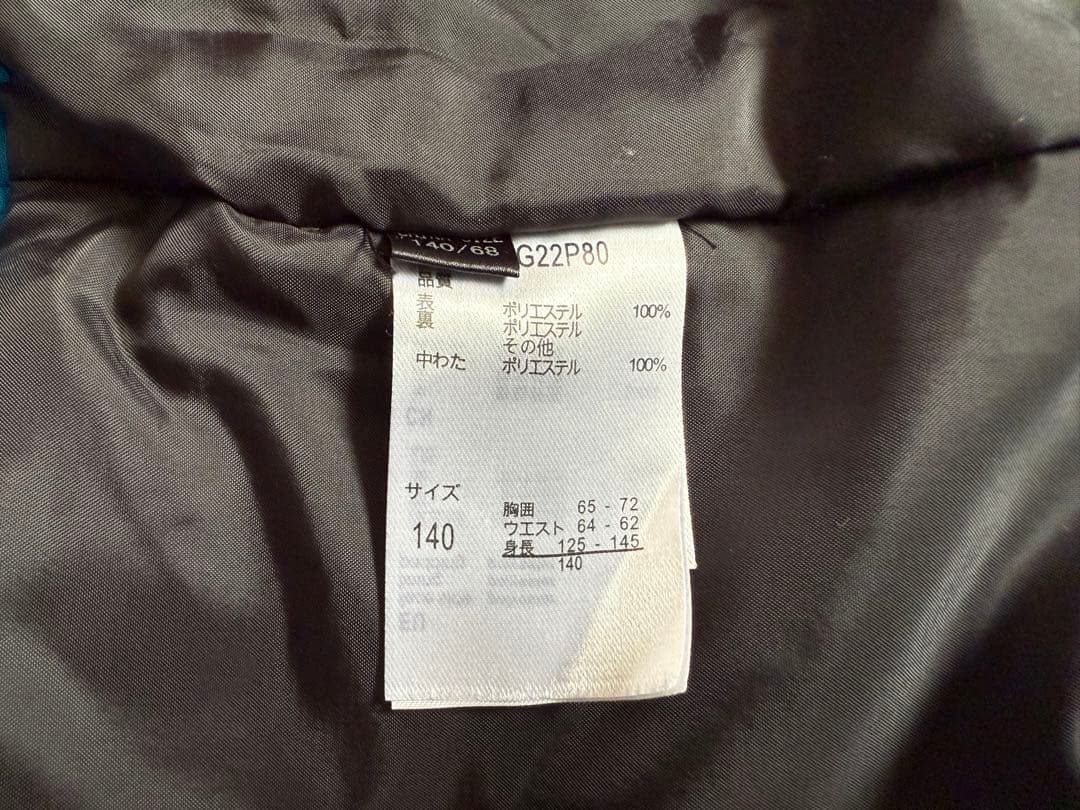 140/68
G22P80
品質
表 ポリエステル 100%
裏 ポリエステル
その他
中わた ポリエステル 100%
サイズ
140
胸囲 65 - 72
ウエスト 64 - 62
身長 125 - 145
140